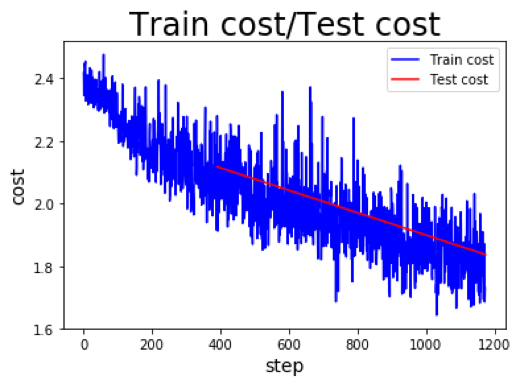 Train cost/Test cost
Train cost
Test cost
cost
2.4
2.2
2.0
1.8
1.6
0 200 400 600 800 1000 1200
step